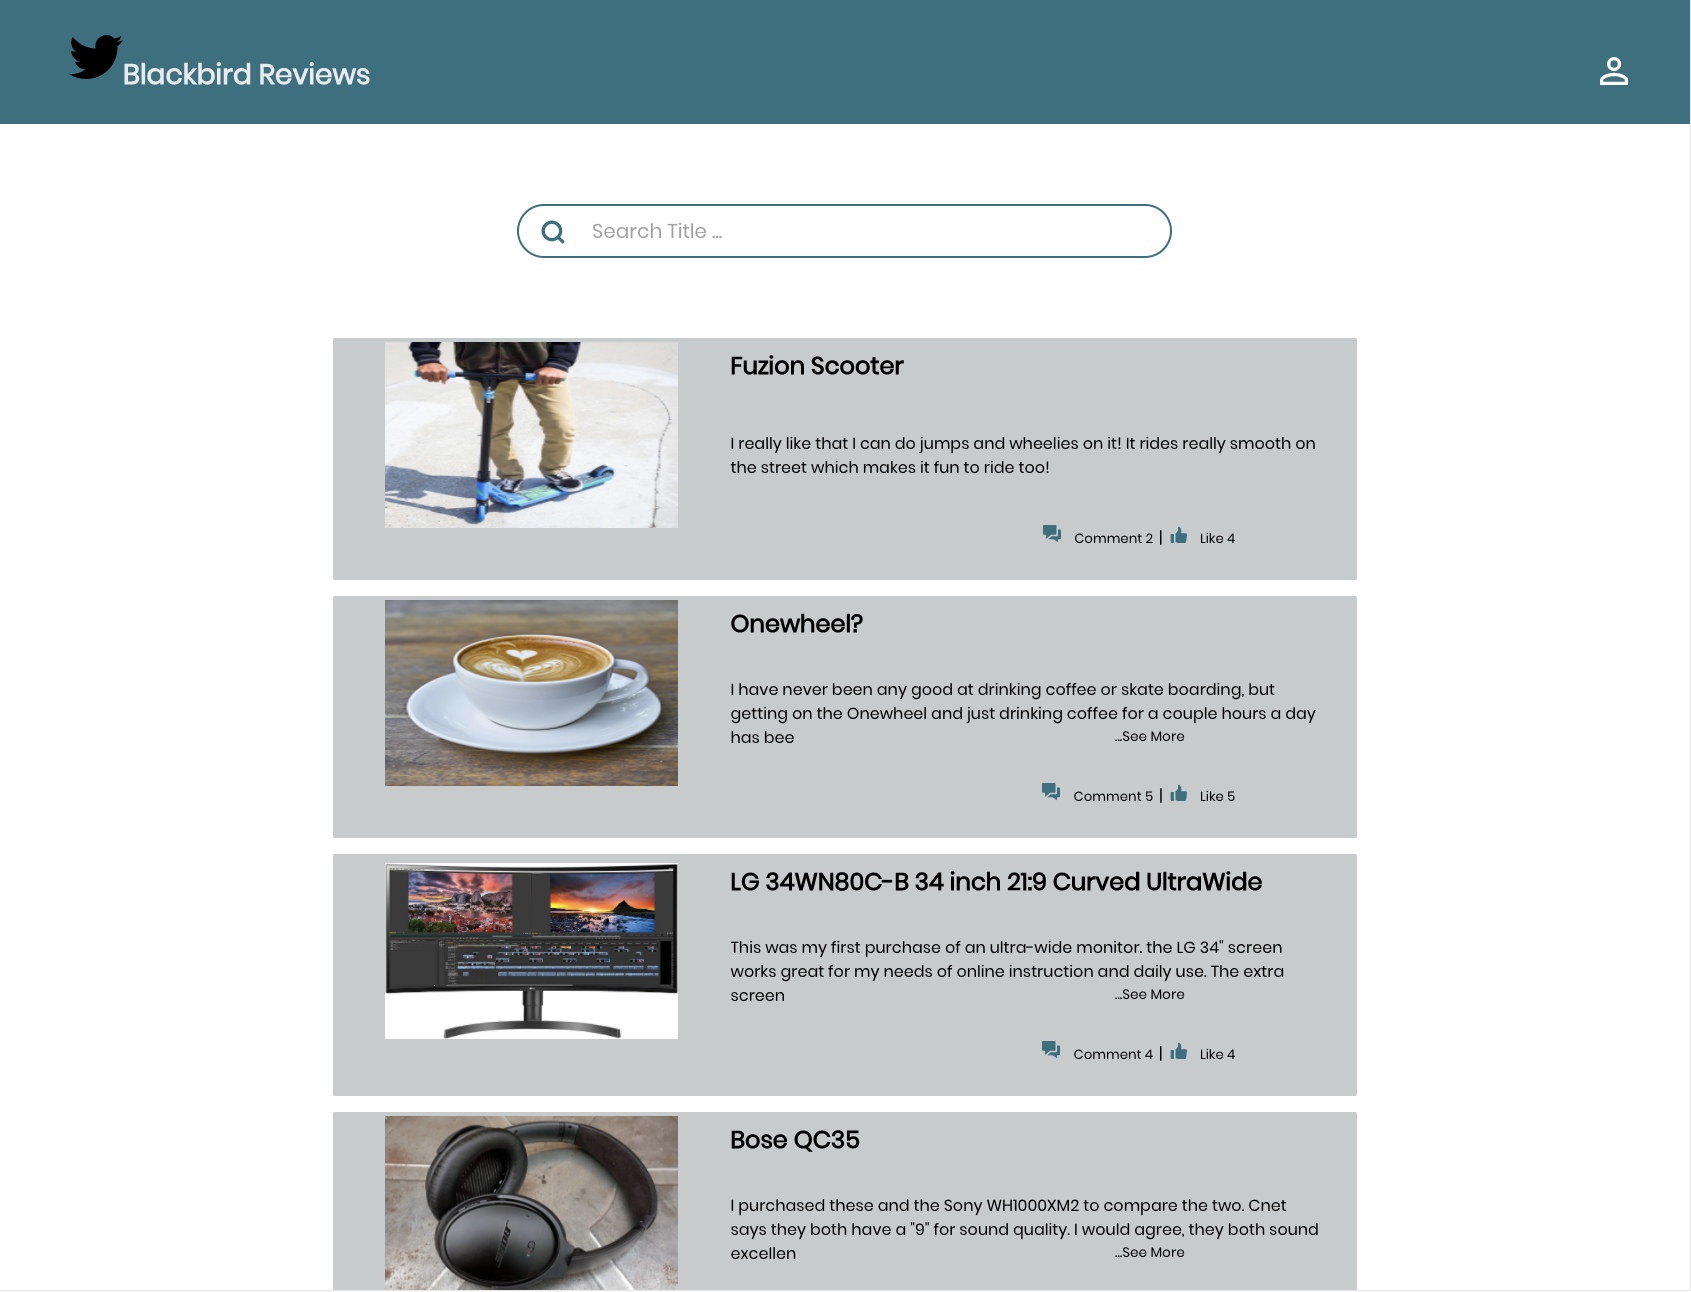 Blackbird Reviews
Search Title ...
Fuzion Scooter
I really like that I can do jumps and wheelies on it! It rides really smooth on
the street which makes it fun to ride too!
Comment 2 | Like 4
Onewheel?
I have never been any good at drinking coffee or skate boarding, but
getting on the Onewheel and just drinking coffee for a couple hours a day
has bee ...See More
Comment 5 | Like 5
LG 34WN80C-B 34 inch 21:9 Curved UltraWide
This was my first purchase of an ultra-wide monitor. the LG 34" screen
works great for my needs of online instruction and daily use. The extra
screen ...See More
Comment 4 | Like 4
Bose QC35
I purchased these and the Sony WH1000XM2 to compare the two. Cnet
says they both have a "9" for sound quality. I would agree, they both sound
excellen ...See More